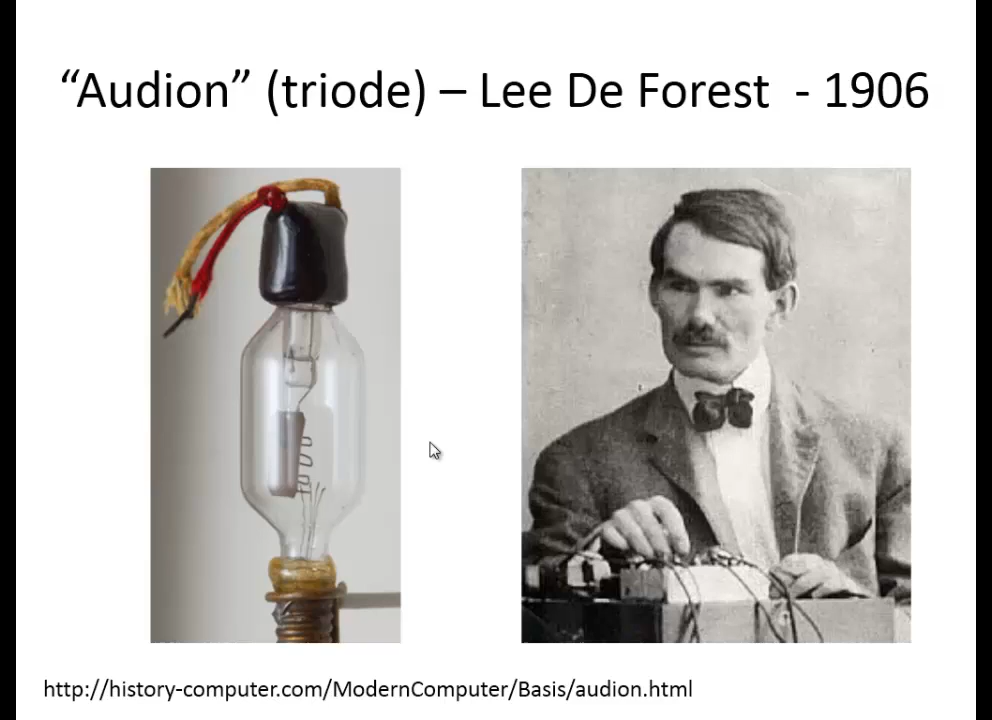 “Audion” (triode) – Lee De Forest  - 1906
http://history-computer.com/ModernComputer/Basis/audion.html